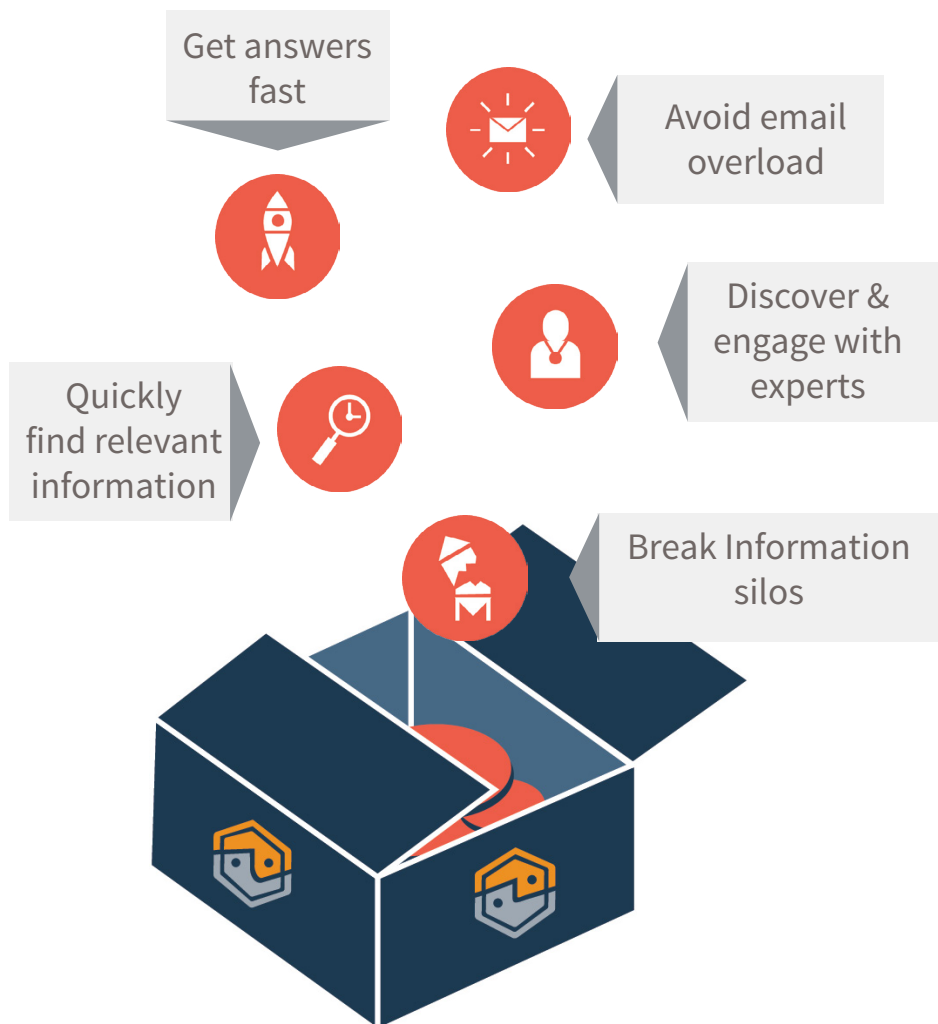 Get answers
fast
Avoid email
overload
Discover &
engage with
experts
Quickly
find relevant
information
Break Information
silos